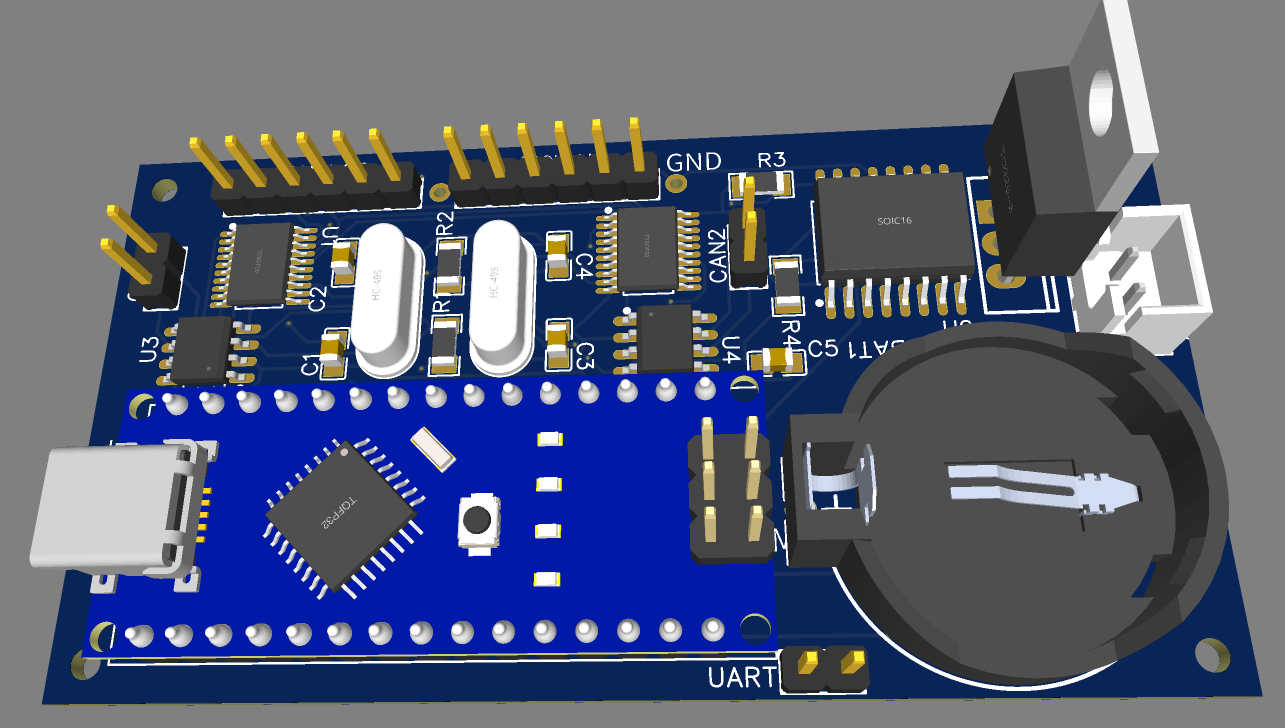 GND
R3
SOIC16
U1
R2
CAN2
HC-49S
HC-49S
C4
C2
U3
C1
R1
C3
U4
R4
C5
BAT1
TQFP32
UART